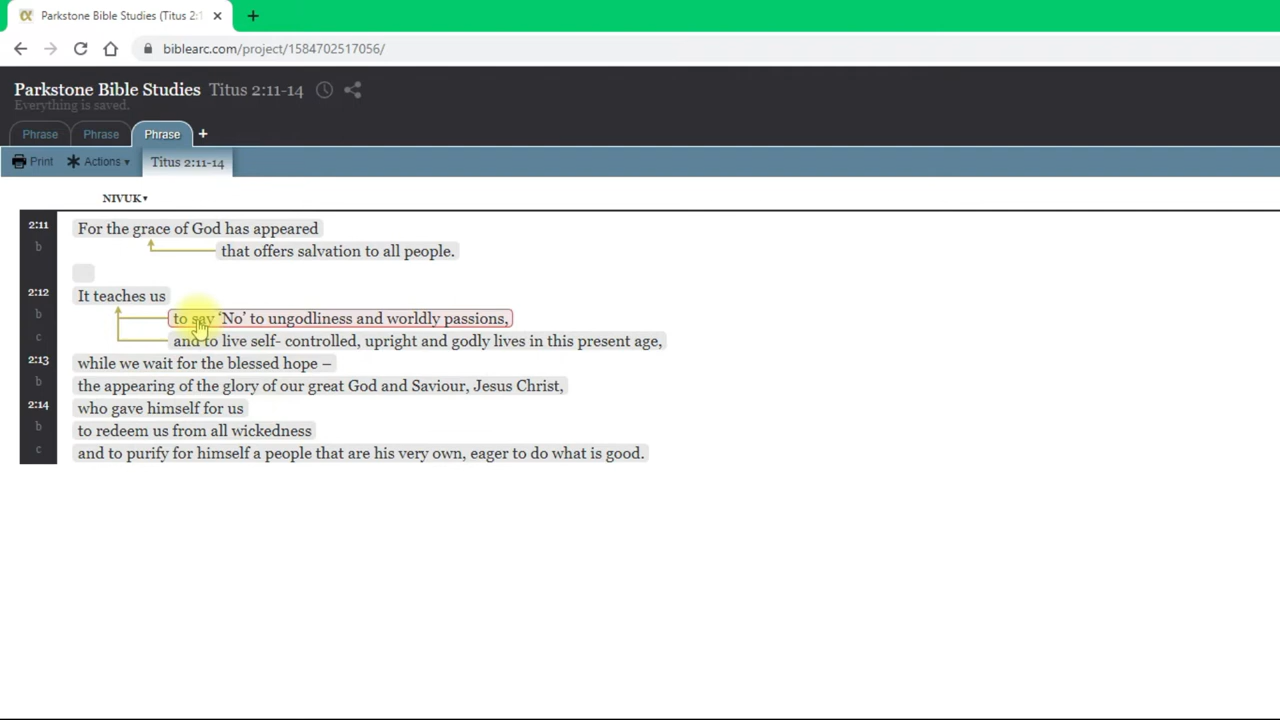 Parkstone Bible Studies (Titus 2:1
biblearc.com/project/1584702517056/
Parkstone Bible Studies Titus 2:11-14
Everything is saved.
Phrase Phrase Phrase +
Print Actions ▾ Titus 2:11-14
NIVUK▾
2:11 For the grace of God has appeared
b that offers salvation to all people.
2:12 It teaches us
b to say ‘No’ to ungodliness and worldly passions,
c and to live self- controlled, upright and godly lives in this present age,
2:13 while we wait for the blessed hope –
b the appearing of the glory of our great God and Saviour, Jesus Christ,
2:14 who gave himself for us
b to redeem us from all wickedness
c and to purify for himself a people that are his very own, eager to do what is good.